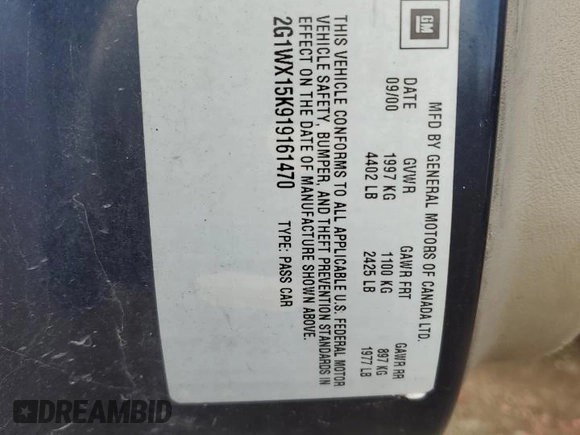 GM
MFD BY GENERAL MOTORS OF CANADA LTD.
DATE GVWR GAWR FRT GAWR RR
09/00 1997 KG 1100 KG 897 KG
4402 LB 2425 LB 1977 LB
THIS VEHICLE CONFORMS TO ALL APPLICABLE U.S. FEDERAL MOTOR
VEHICLE SAFETY, BUMPER, AND THEFT PREVENTION STANDARDS IN
EFFECT ON THE DATE OF MANUFACTURE SHOWN ABOVE.
2G1WX15K919161470 TYPE: PASS CAR
DREAMBID